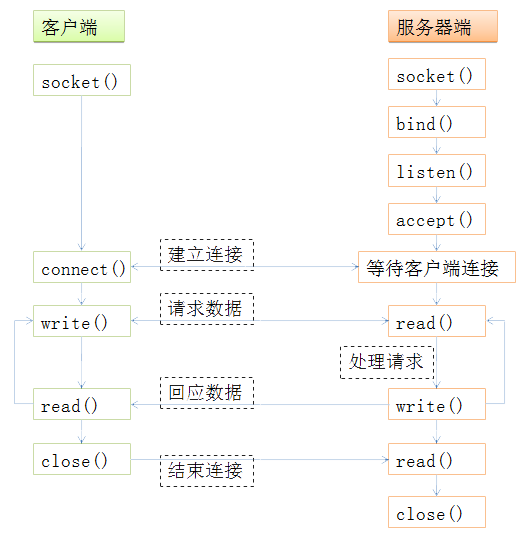 客户端
服务器端
socket()
socket()
bind()
listen()
accept()
建立连接
connect()
等待客户端连接
请求数据
write()
read()
处理请求
回应数据
read()
write()
close()
结束连接
read()
close()